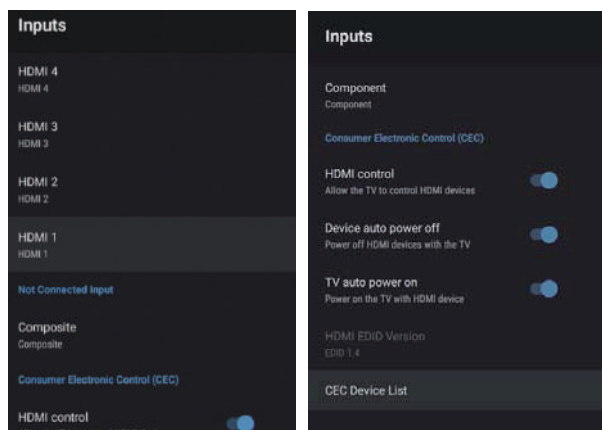 Inputs
HDMI 4
HDMI 4
HDMI 3
HDMI 3
HDMI 2
HDMI 2
HDMI 1
HDMI 1
Not Connected Input
Composite
Composite
Consumer Electronic Control (CEC)
HDMI control
Inputs
Component
Component
Consumer Electronic Control (CEC)
HDMI control
Allow the TV to control HDMI devices
Device auto power off
Power off HDMI devices with the TV
TV auto power on
Power on the TV with HDMI device
HDMI EDID Version
EDID 1.4
CEC Device List